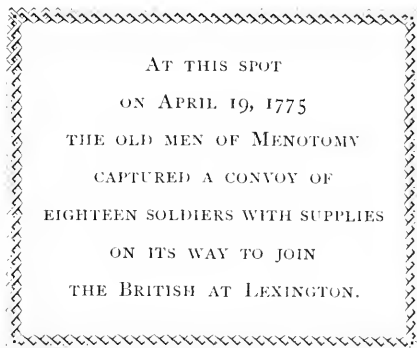 At this spot
on April 19, 1775
the old men of Menotomy
captured a convoy of
eighteen soldiers with supplies
on its way to join
the British at Lexington.